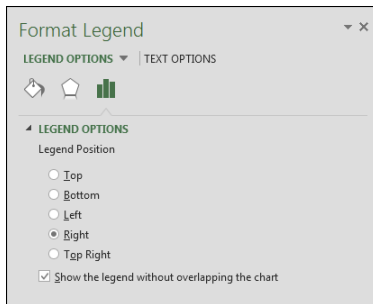 Format Legend
LEGEND OPTIONS TEXT OPTIONS
LEGEND OPTIONS
Legend Position
Top
Bottom
Left
Right
Top Right
Show the legend without overlapping the chart